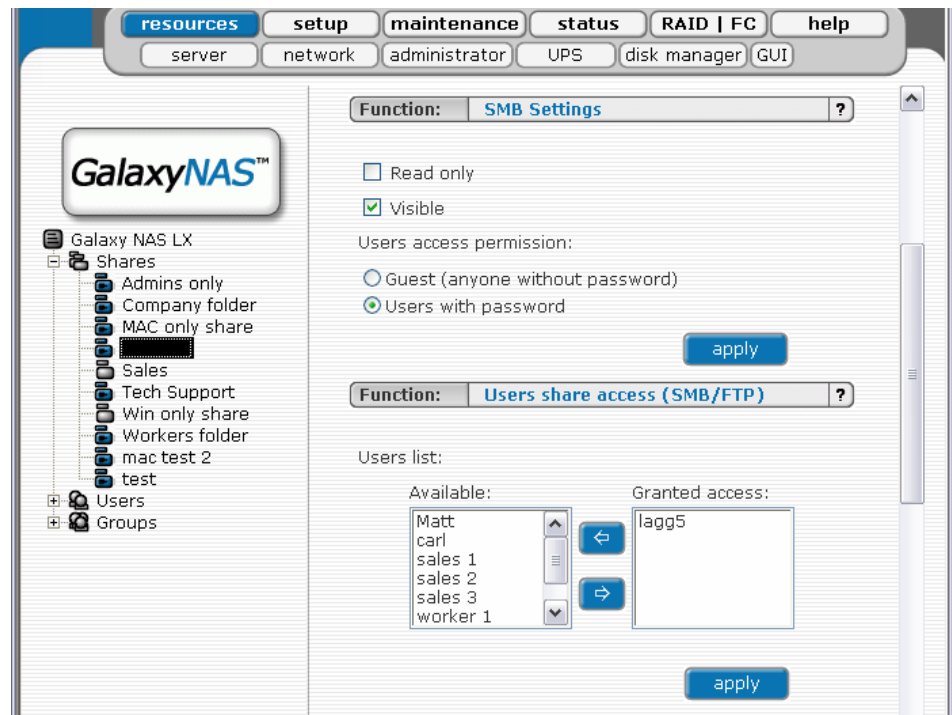 resources setup maintenance status RAID | FC help
server network administrator UPS disk manager GUI
GalaxyNAS™
Galaxy NAS LX
Shares
Admins only
Company folder
MAC only share
Sales
Tech Support
Win only share
Workers folder
mac test 2
test
Users
Groups
Function: SMB Settings ?
Read only
Visible
Users access permission:
Guest (anyone without password)
Users with password
apply
Function: Users share access (SMB/FTP) ?
Users list:
Available: Granted access:
Matt lagg5
carl
sales 1
sales 2
sales 3
worker 1
apply